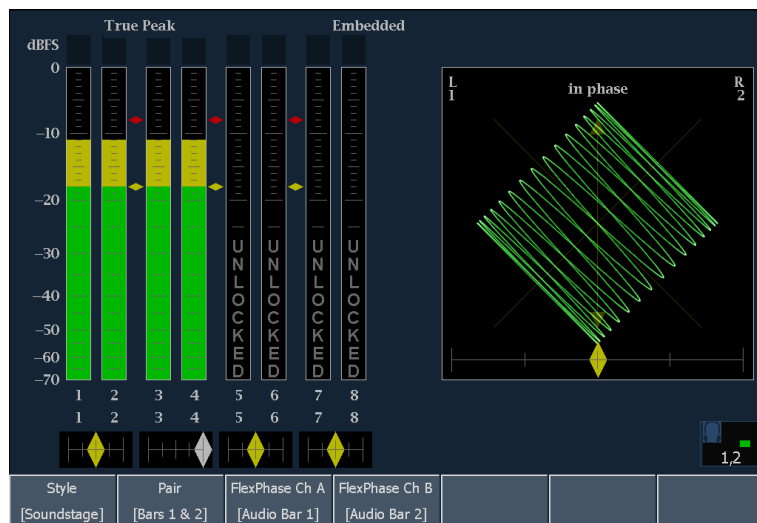 True Peak
Embedded
dBFS
0
–10
–20
–30
–40
–50
–60
–70
UNLOCKED
UNLOCKED
UNLOCKED
UNLOCKED
1 2 3 4 5 6 7 8
1 2 3 4 5 6 7 8
L
1
in phase
R
2
1,2
Style
[Soundstage]
Pair
[Bars 1 & 2]
FlexPhase Ch A
[Audio Bar 1]
FlexPhase Ch B
[Audio Bar 2]